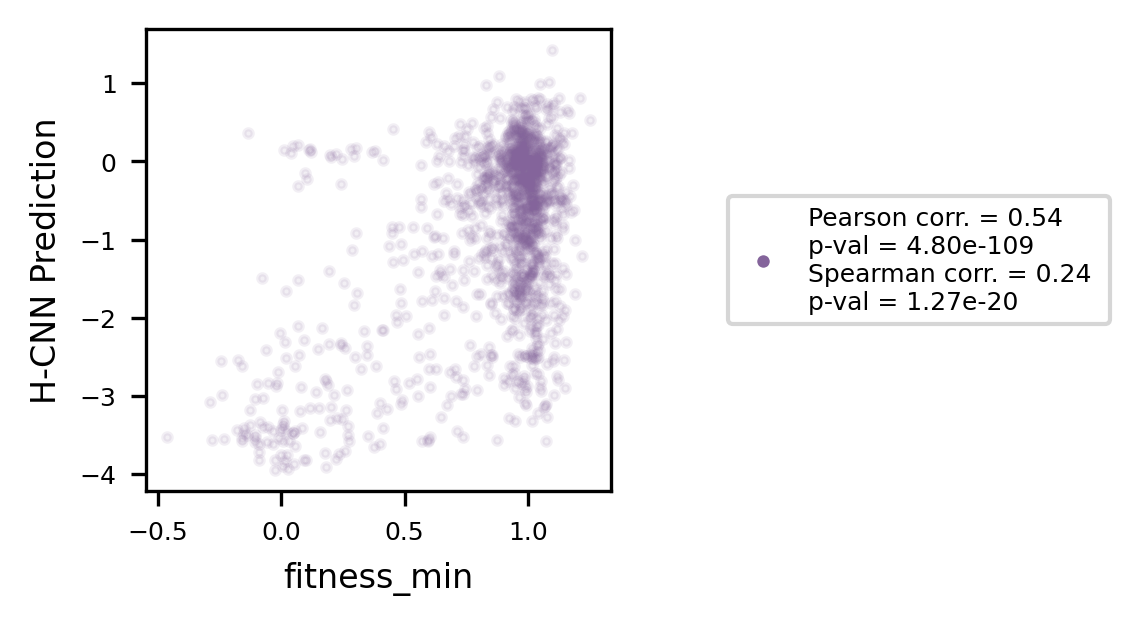 H-CNN Prediction
1
0
−1
−2
−3
−4
−0.5
0.0
0.5
1.0
fitness_min
Pearson corr. = 0.54
p-val = 4.80e-109
Spearman corr. = 0.24
p-val = 1.27e-20